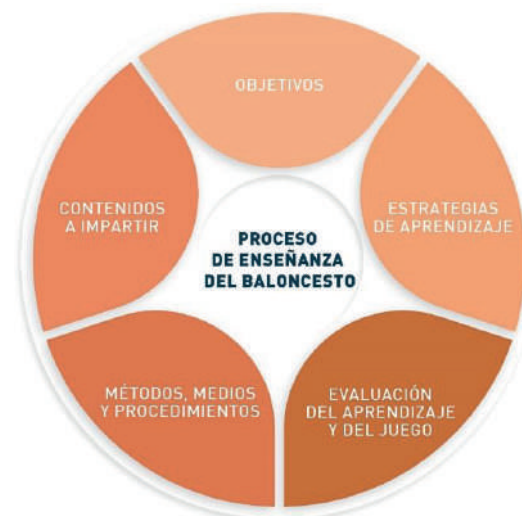 OBJETIVOS
ESTRATEGIAS
DE APRENDIZAJE
EVALUACIÓN
DEL APRENDIZAJE
Y DEL JUEGO
MÉTODOS, MEDIOS
Y PROCEDIMIENTOS
CONTENIDOS
A IMPARTIR
PROCESO
DE ENSEÑANZA
DEL BALONCESTO